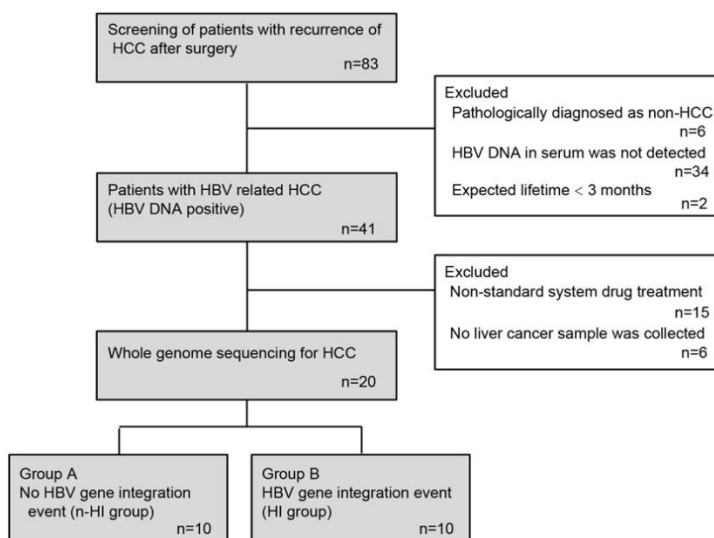 Screening of patients with recurrence of
HCC after surgery
n=83
Excluded
Pathologically diagnosed as non-HCC
n=6
HBV DNA in serum was not detected
n=34
Expected lifetime < 3 months
n=2
Patients with HBV related HCC
(HBV DNA positive)
n=41
Excluded
Non-standard system drug treatment
n=15
No liver cancer sample was collected
n=6
Whole genome sequencing for HCC
n=20
Group A
No HBV gene integration
event (n-HI group)
n=10
Group B
HBV gene integration event
(HI group)
n=10